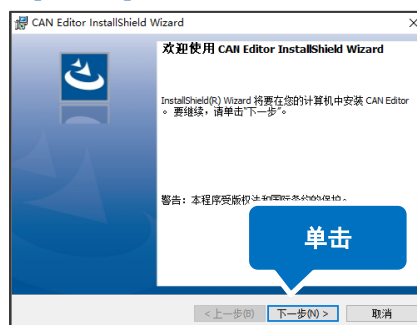 CAN Editor InstallShield Wizard
欢迎使用 CAN Editor InstallShield Wizard
InstallShield(R) Wizard 将要在您的计算机中安装 CAN Editor
。要继续，请单击"下一步"。
警告：本程序受版权法和国际条约的保护。
单击
<上一步(B)
下一步(N) >
取消